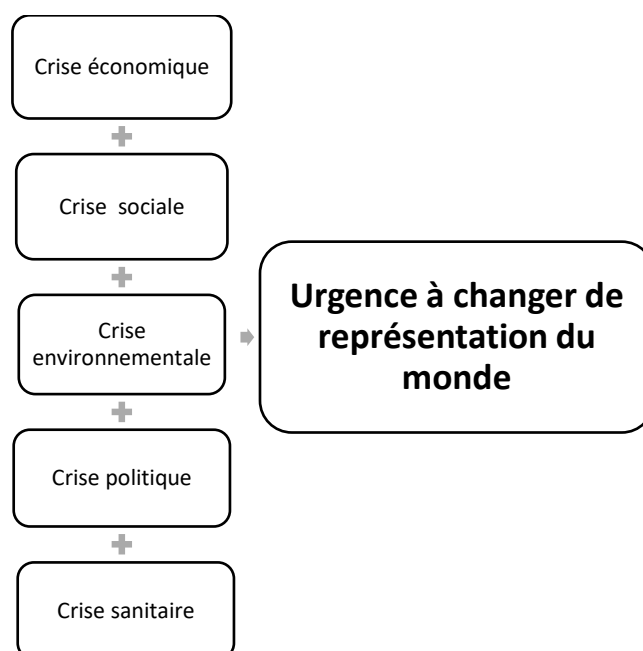 Crise économique
Crise sociale
Crise
environnementale
Crise politique
Crise sanitaire
Urgence à changer de
représentation du
monde